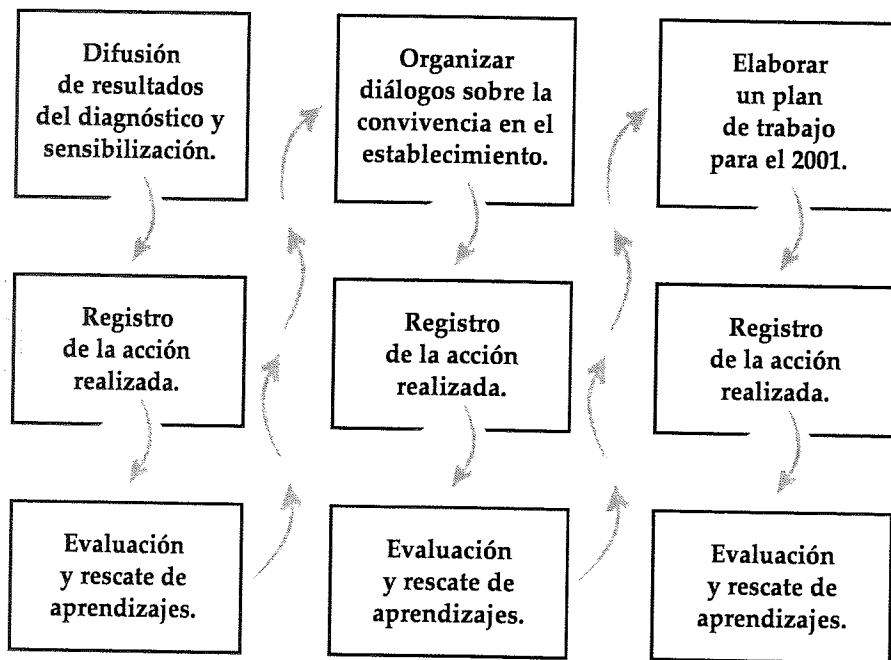 Difusión
de resultados
del diagnóstico y
sensibilización.
Registro
de la acción
realizada.
Evaluación
y rescate de
aprendizajes.
Organizar
diálogos sobre la
convivencia en el
establecimiento.
Registro
de la acción
realizada.
Evaluación
y rescate de
aprendizajes.
Elaborar
un plan
de trabajo
para el 2001.
Registro
de la acción
realizada.
Evaluación
y rescate de
aprendizajes.